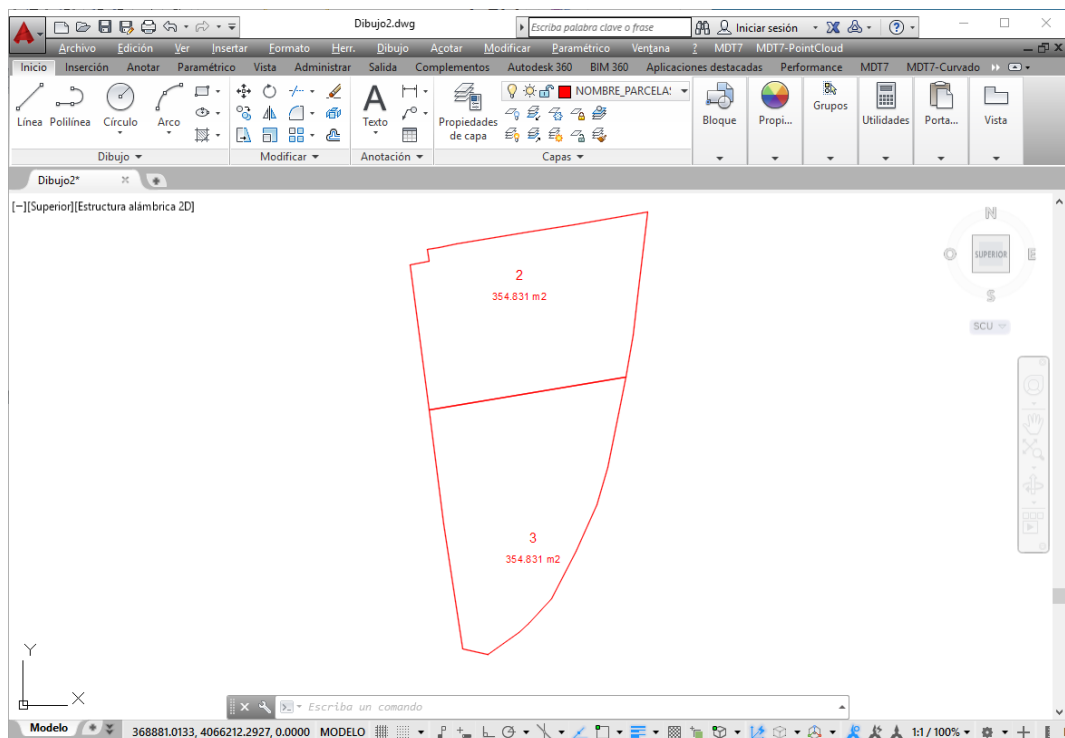 Dibujo2.dwg
Escriba palabra clave o frase
Iniciar sesión
Archivo Edición Ver Insertar Formato Herr. Dibujo Acotar Modificar Paramétrico Ventana ? MDT7 MDT7-PointCloud
Inicio Inserción Anotar Paramétrico Vista Administrar Salida Complementos Autodesk 360 BIM 360 Aplicaciones destacadas Performance MDT7 MDT7-Curvado
NOMBRE_PARCELA:
Línea Polilínea Círculo Arco Texto Propiedades de capa Bloque Propi... Grupos Utilidades Porta... Vista
Dibujo Modificar Anotación Capas
Dibujo2*
[−][Superior][Estructura alámbrica 2D]
N
O SUPERIOR E
S
SCU
2
354.831 m2
3
354.831 m2
Y
X
Escriba un comando
Modelo 368881.0133, 4066212.2927, 0.0000 MODELO 1:1 / 100%